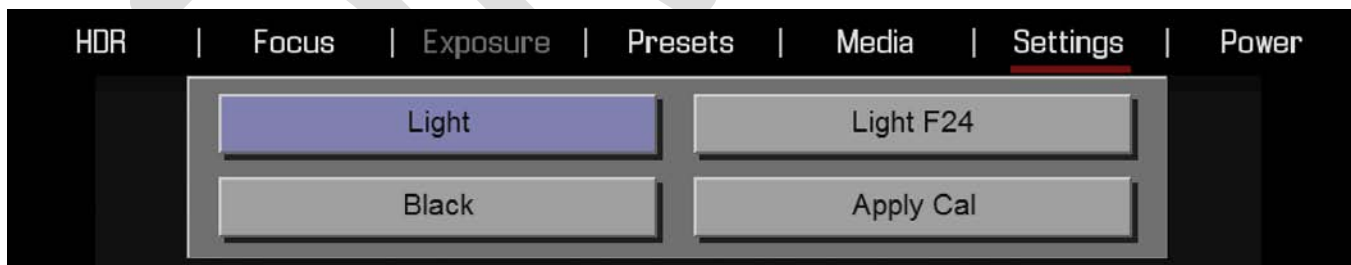 HDR | Focus | Exposure | Presets | Media | Settings | Power
Light Light F24
Black Apply Cal